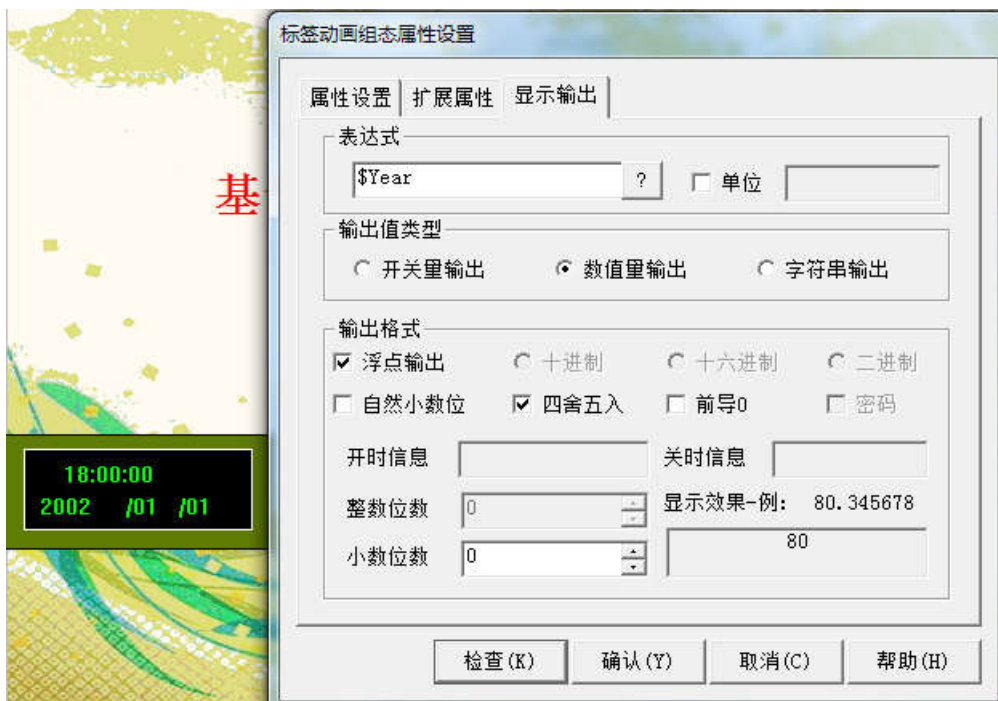 标签动画组态属性设置
属性设置 扩展属性 显示输出
表达式
$Year ? 单位
基
输出值类型
开关量输出 数值量输出 字符串输出
输出格式
浮点输出 十进制 十六进制 二进制
自然小数位 四舍五入 前导0 密码
开时信息 关时信息
18:00:00
2002 /01 /01
整数位数 0 显示效果-例: 80.345678
80
小数位数 0
检查(K) 确认(Y) 取消(C) 帮助(H)